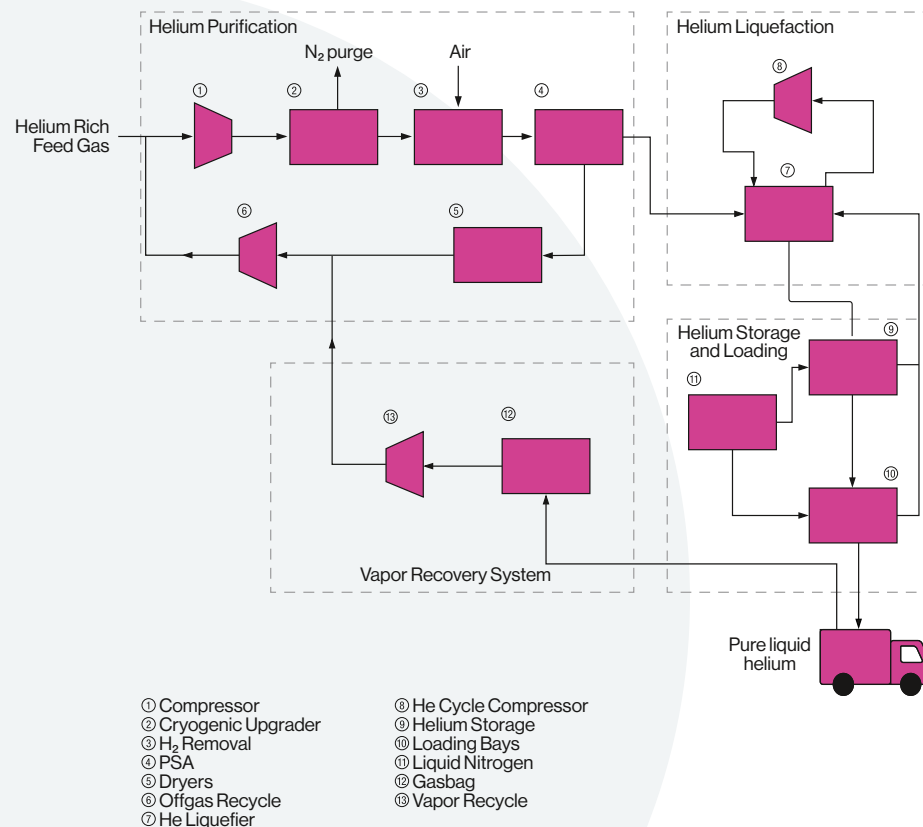 Helium Purification
Helium Liquefaction
N₂ purge
Air
⑧
①
②
③
④
Helium Rich
Feed Gas
⑦
⑥
⑤
Helium Storage
and Loading
⑨
⑪
⑬
⑫
⑩
Vapor Recovery System
Pure liquid
helium
① Compressor
② Cryogenic Upgrader
③ H₂ Removal
④ PSA
⑤ Dryers
⑥ Offgas Recycle
⑦ He Liquefier
⑧ He Cycle Compressor
⑨ Helium Storage
⑩ Loading Bays
⑪ Liquid Nitrogen
⑫ Gasbag
⑬ Vapor Recycle